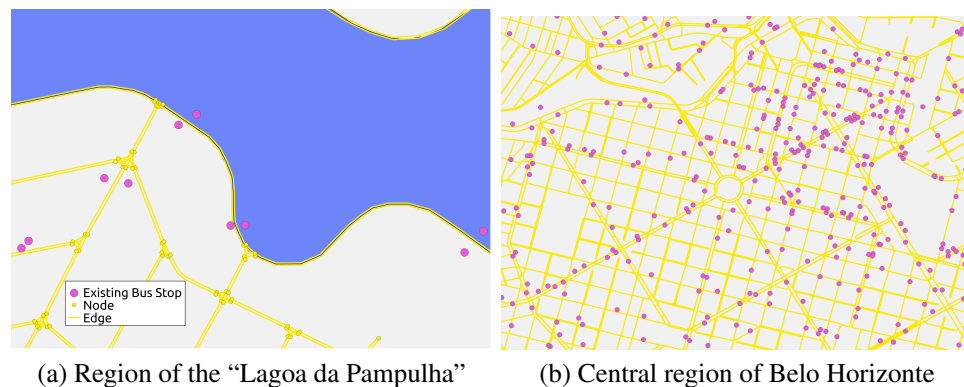 Existing Bus Stop
Node
Edge
(a) Region of the “Lagoa da Pampulha”
(b) Central region of Belo Horizonte